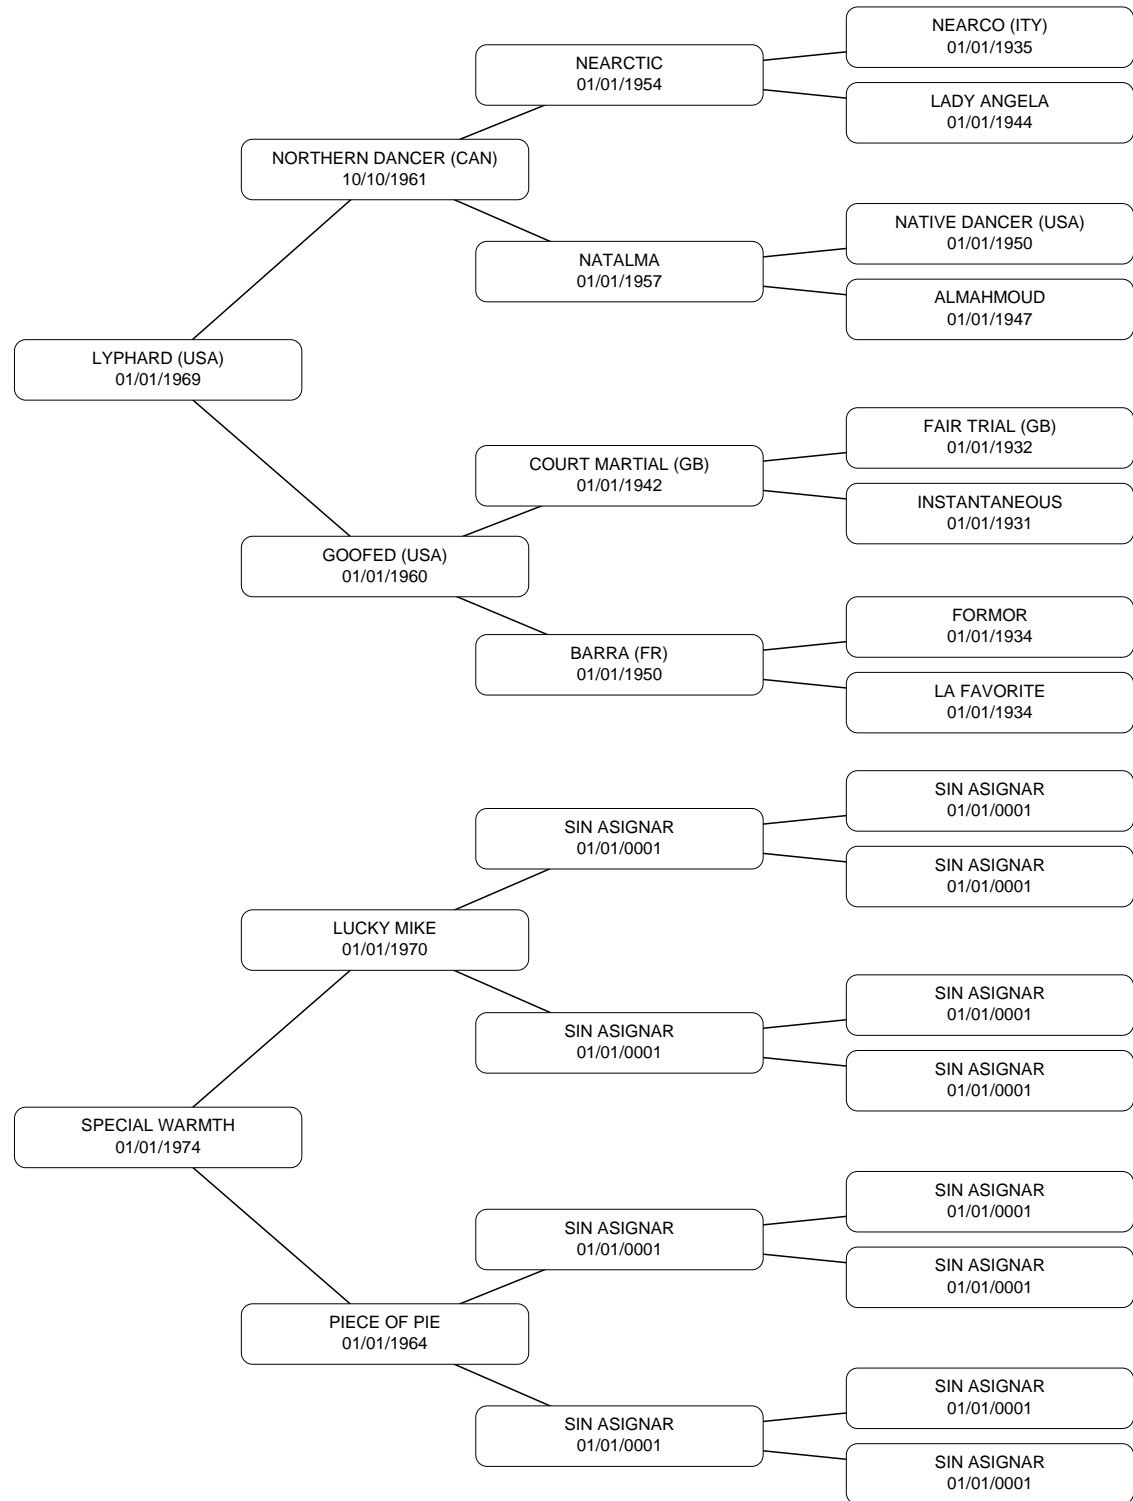 NEARCO (ITY)
01/01/1935
NEARCTIC
01/01/1954
LADY ANGELA
01/01/1944
NORTHERN DANCER (CAN)
10/10/1961
NATIVE DANCER (USA)
01/01/1950
NATALMA
01/01/1957
ALMAHMOUD
01/01/1947
LYPHARD (USA)
01/01/1969
FAIR TRIAL (GB)
01/01/1932
COURT MARTIAL (GB)
01/01/1942
INSTANTANEOUS
01/01/1931
GOOFED (USA)
01/01/1960
FORMOR
01/01/1934
BARRA (FR)
01/01/1950
LA FAVORITE
01/01/1934
SIN ASIGNAR
01/01/0001
SIN ASIGNAR
01/01/0001
SIN ASIGNAR
01/01/0001
LUCKY MIKE
01/01/1970
SIN ASIGNAR
01/01/0001
SIN ASIGNAR
01/01/0001
SIN ASIGNAR
01/01/0001
SPECIAL WARMTH
01/01/1974
SIN ASIGNAR
01/01/0001
SIN ASIGNAR
01/01/0001
SIN ASIGNAR
01/01/0001
PIECE OF PIE
01/01/1964
SIN ASIGNAR
01/01/0001
SIN ASIGNAR
01/01/0001
SIN ASIGNAR
01/01/0001